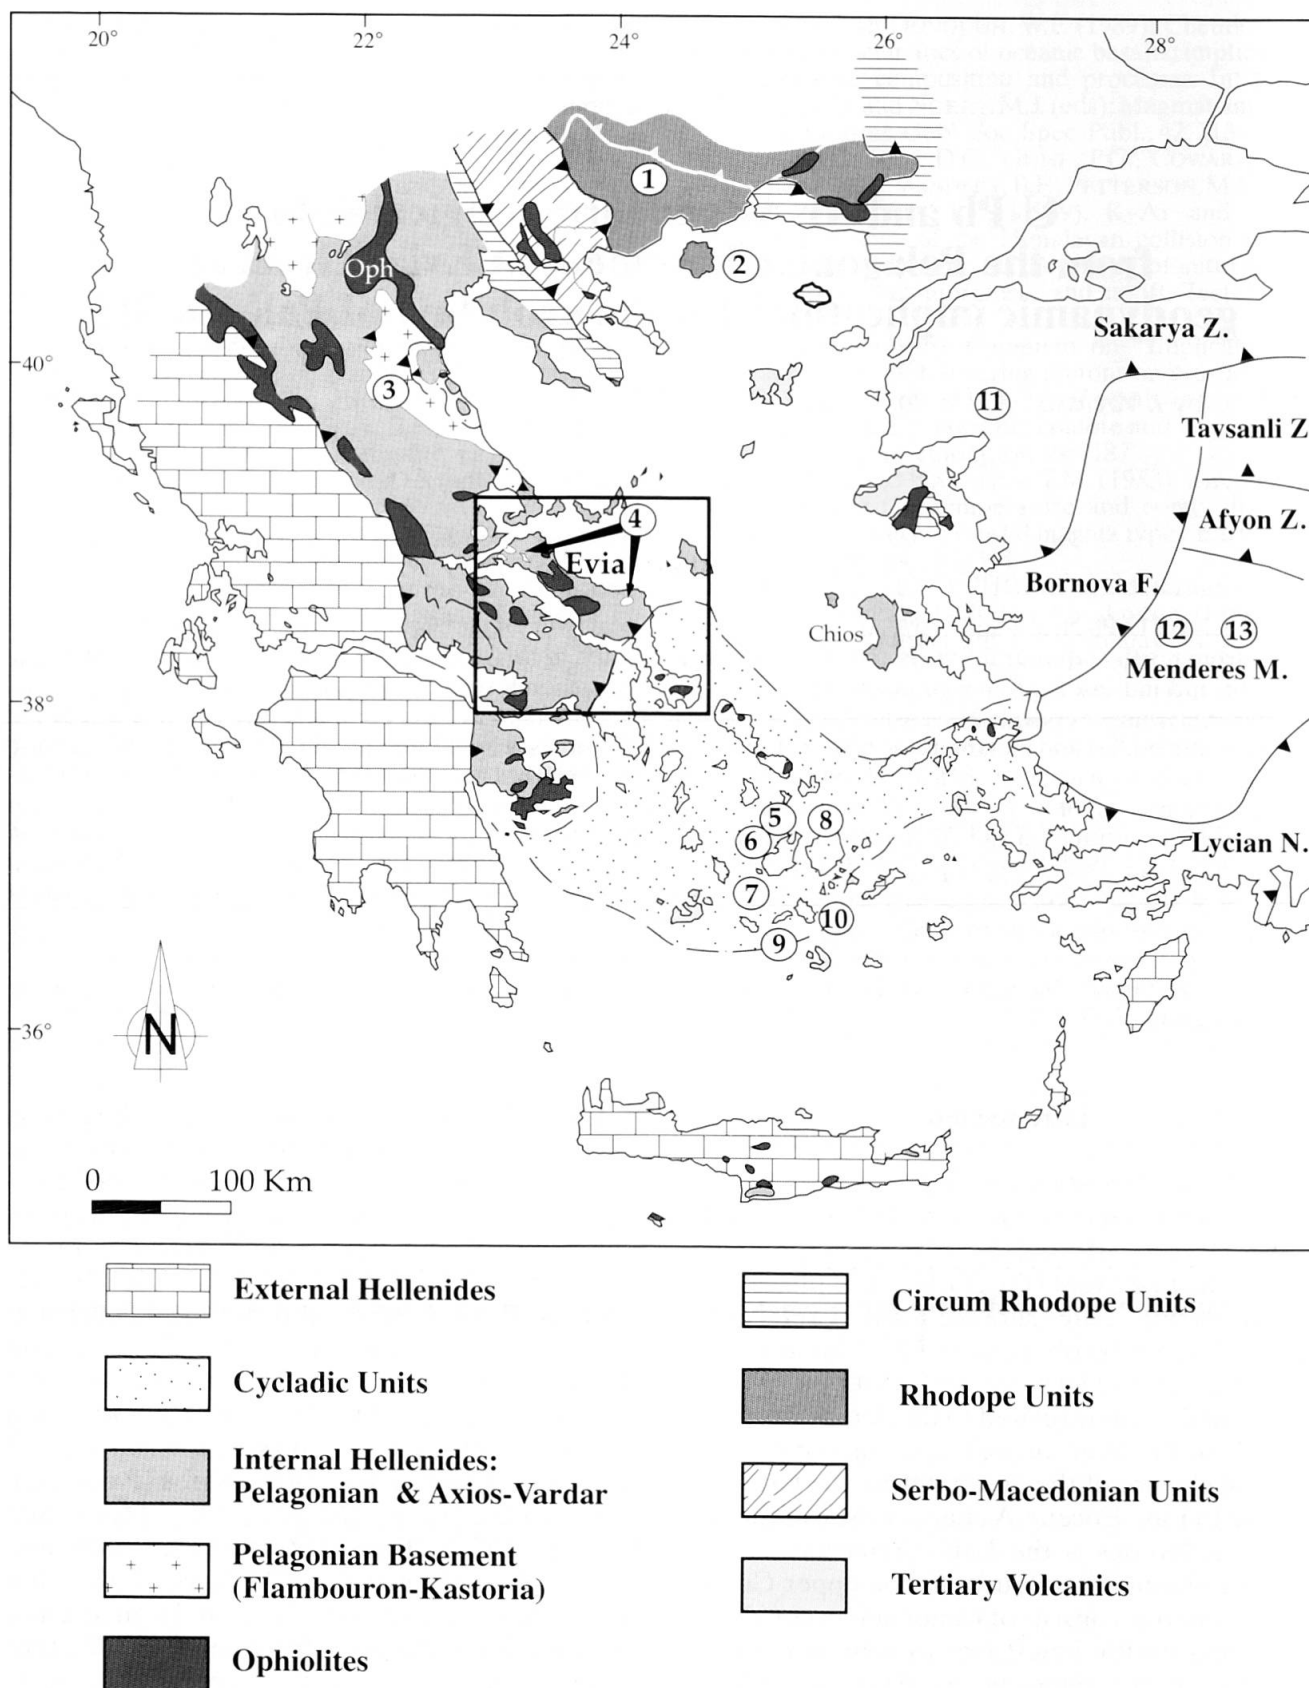 20°
22°
24°
26°
28°
1
Oph
2
Sakarya Z.
40°
3
11
Tavsanli Z
4
Afyon Z.
Evia
Bornova F.
Chios
12
13
Menderes M.
38°
5
8
6
Lycian N.
7
10
9
36°
N
0
100 Km
External Hellenides
Circum Rhodope Units
Cycladic Units
Rhodope Units
Internal Hellenides:
Pelagonian & Axios-Vardar
Serbo-Macedonian Units
Pelagonian Basement
(Flambouron-Kastoria)
Tertiary Volcanics
Ophiolites